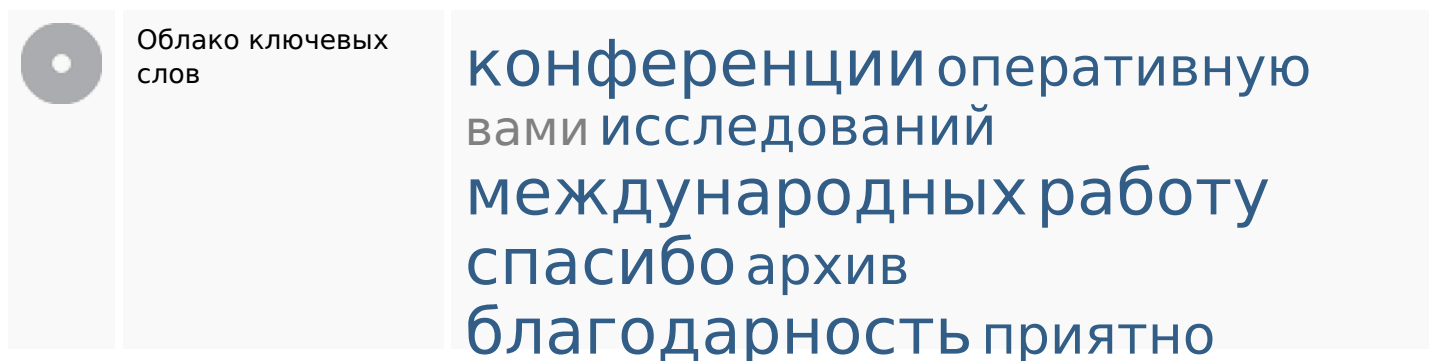 Облако ключевых
слов
конференции оперативную
вами исследований
международных работу
спасибо архив
благодарность приятно